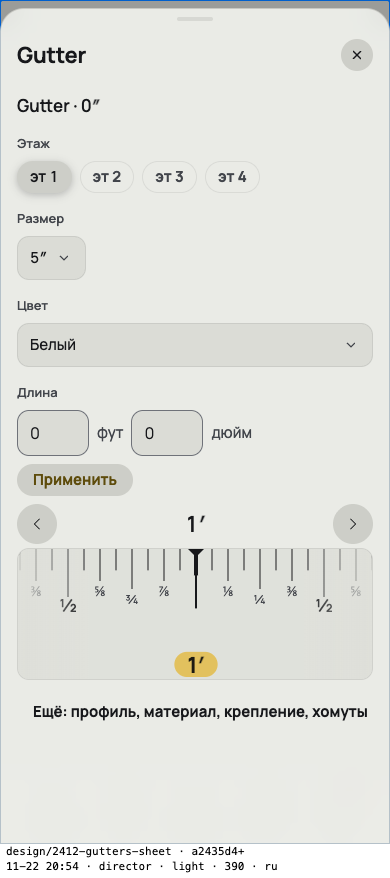 Gutter
Gutter · 0″
Этаж
эт 1 эт 2 эт 3 эт 4
Размер
5″
Цвет
Белый
Длина
0 фут 0 дюйм
Применить
1′
⅜ ½ ⅝ ¾ ⅞ ⅛ ¼ ⅜ ½ ⅝
1′
Ещё: профиль, материал, крепление, хомуты
design/2412-gutters-sheet · a2435d4+
11-22 20:54 · director · light · 390 · ru